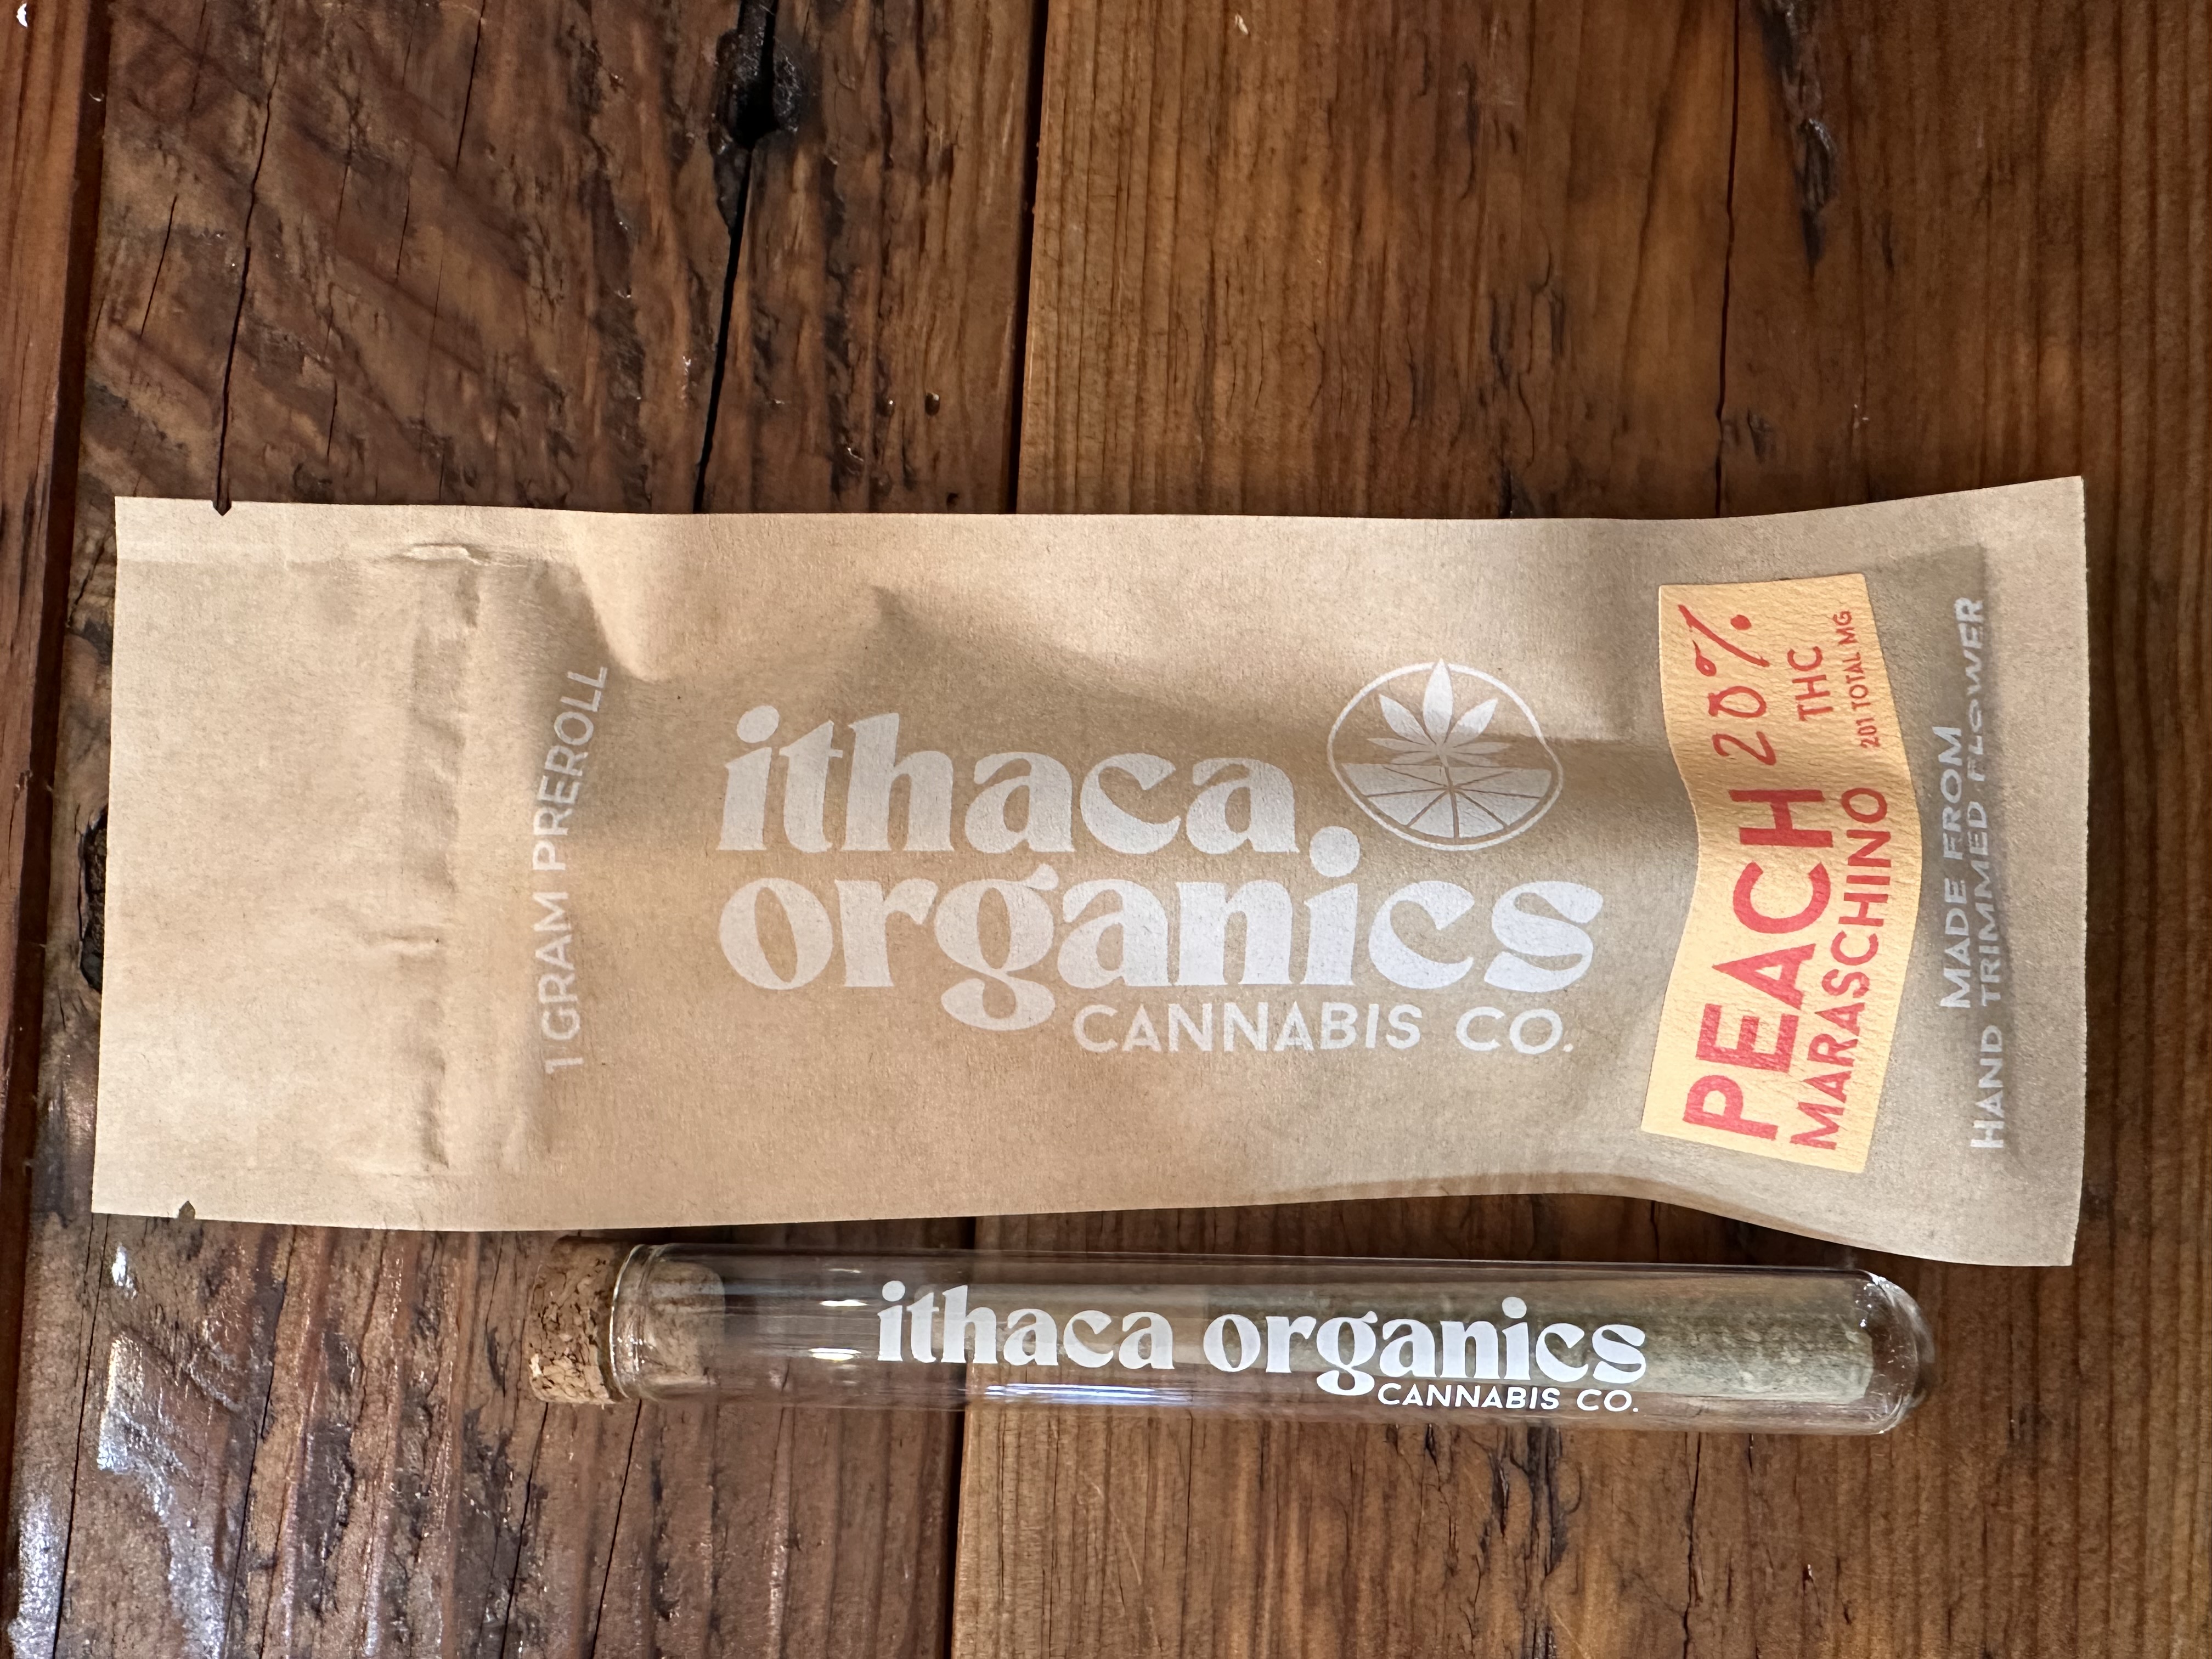 1 GRAM PREROLL
ithaca
organics
CANNABIS CO.
PEACH 20%
MARASCHINO THC
201 TOTAL MG
MADE FROM
HAND TRIMMED FLOWER
ithaca organics
CANNABIS CO.